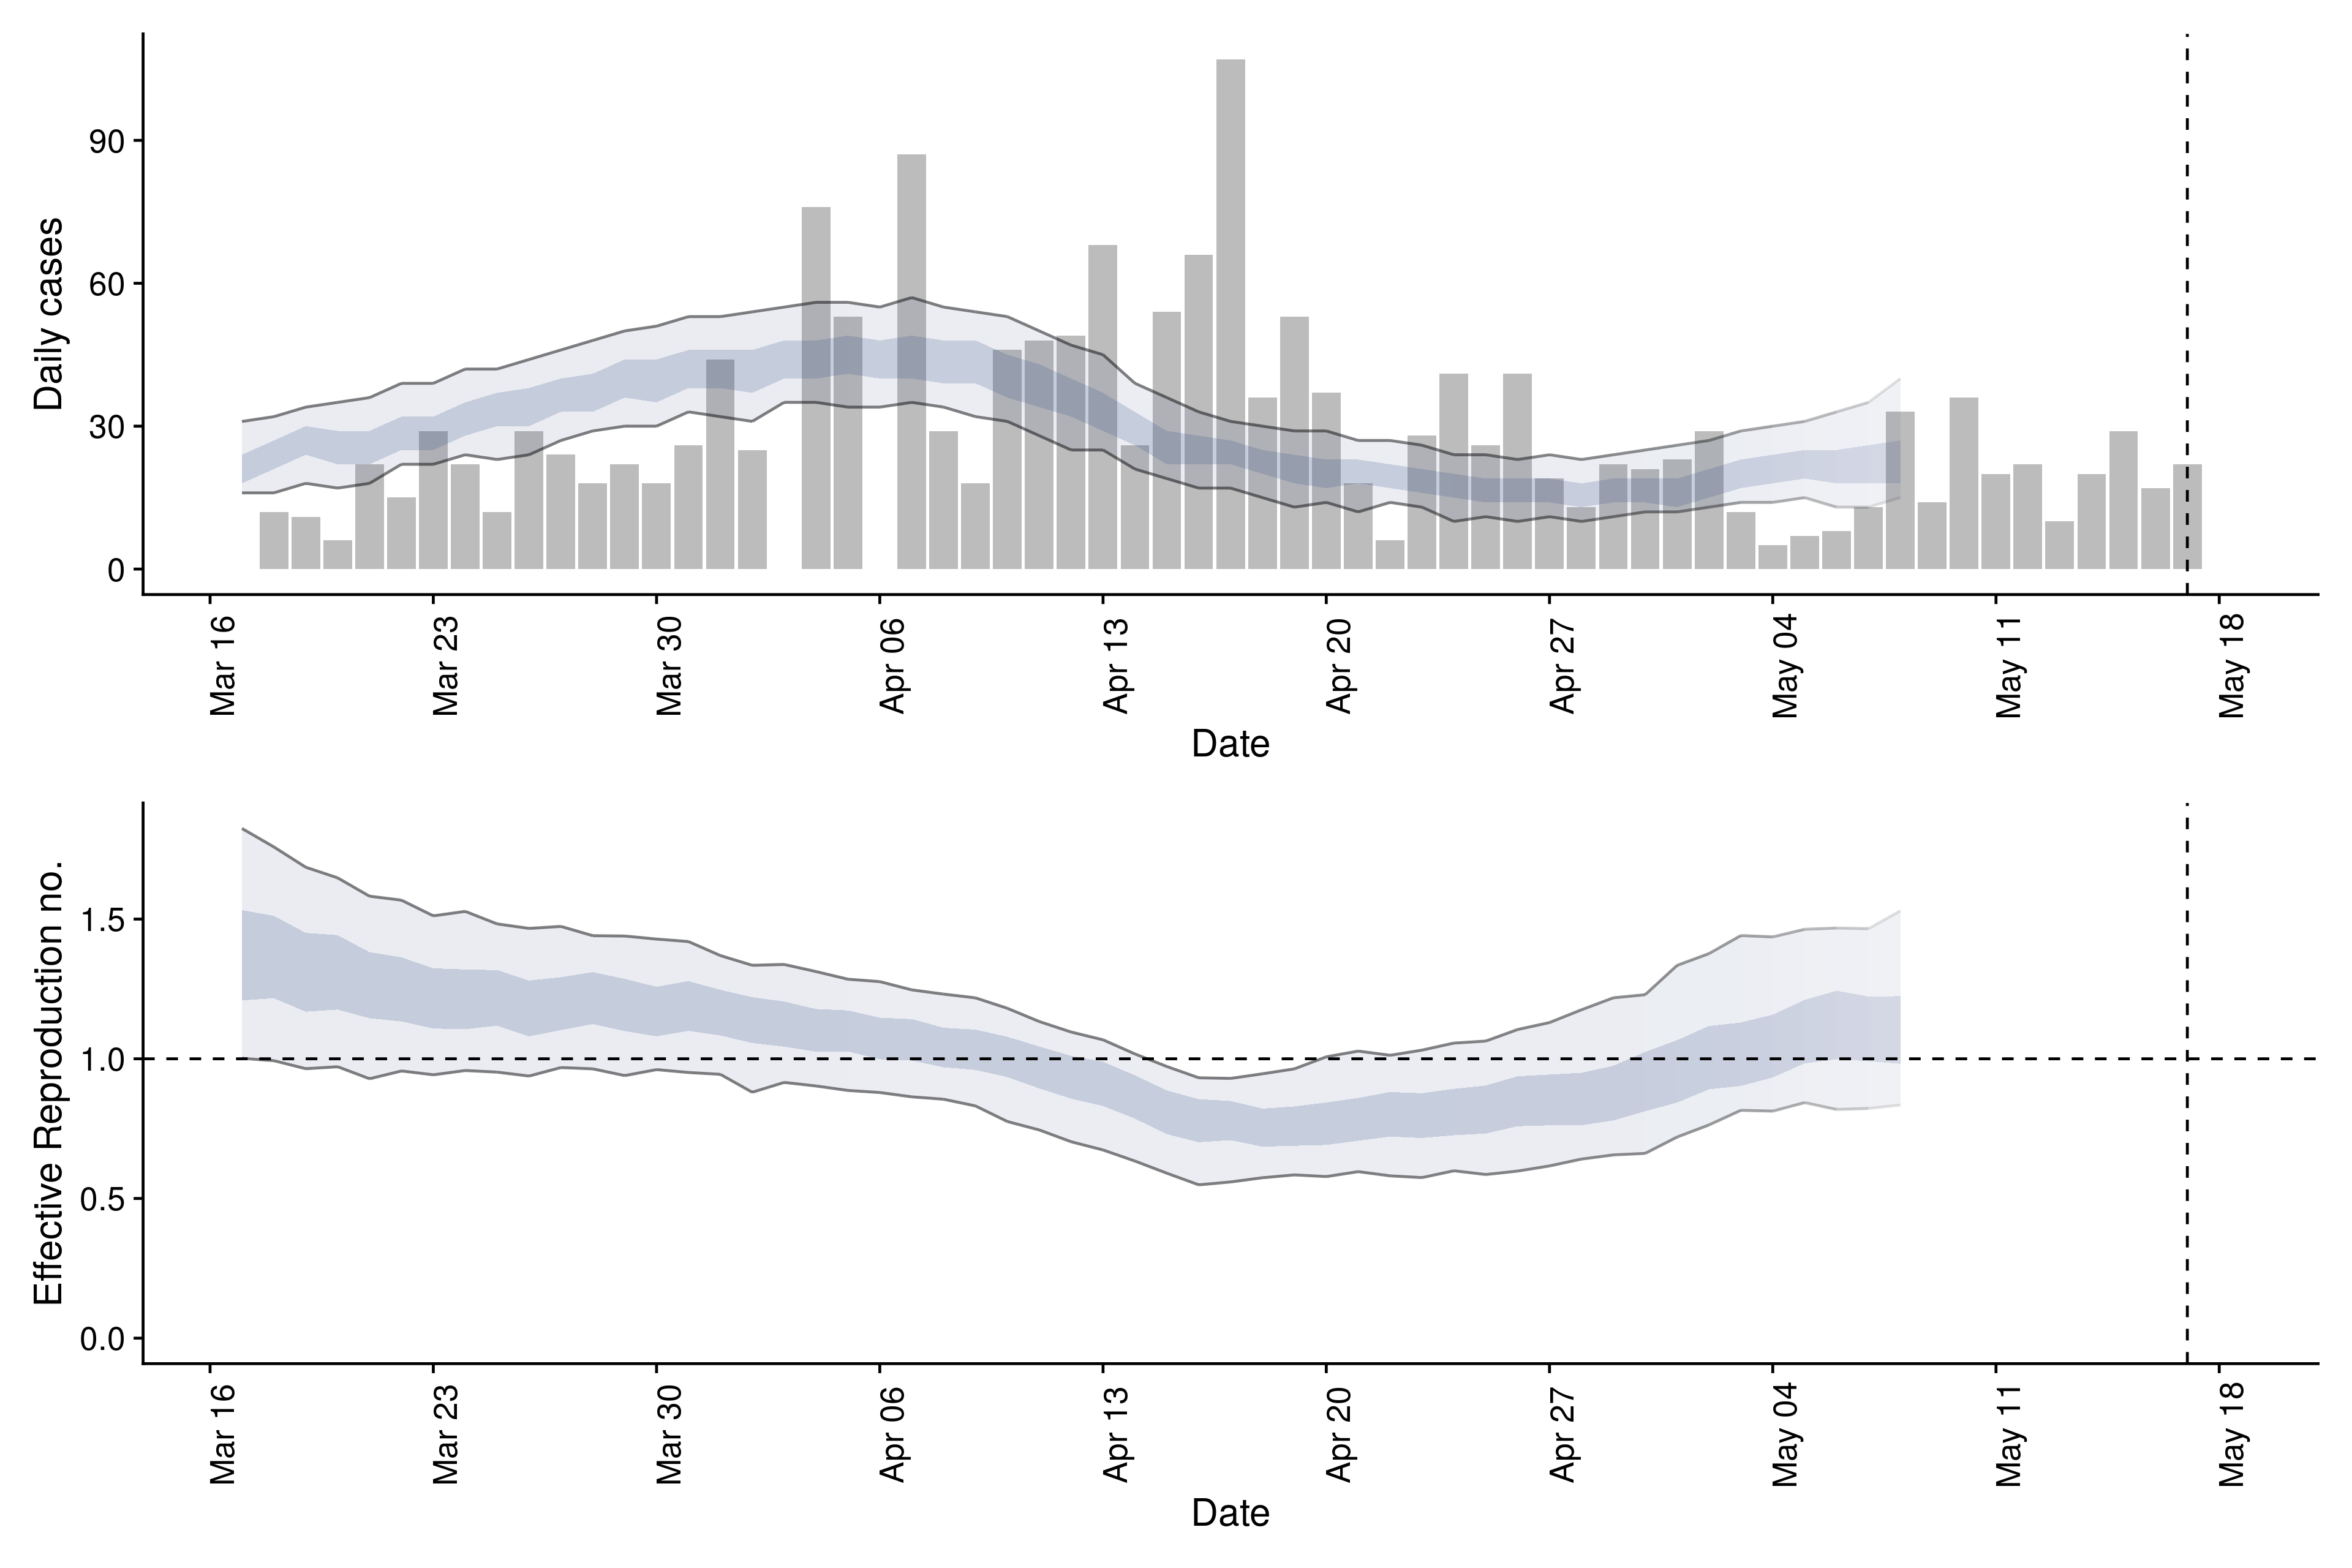 Daily cases
90
60
30
0
Mar 16
Mar 23
Mar 30
Apr 06
Apr 13
Apr 20
Apr 27
May 04
May 11
May 18
Date
Effective Reproduction no.
1.5
1.0
0.5
0.0
Mar 16
Mar 23
Mar 30
Apr 06
Apr 13
Apr 20
Apr 27
May 04
May 11
May 18
Date